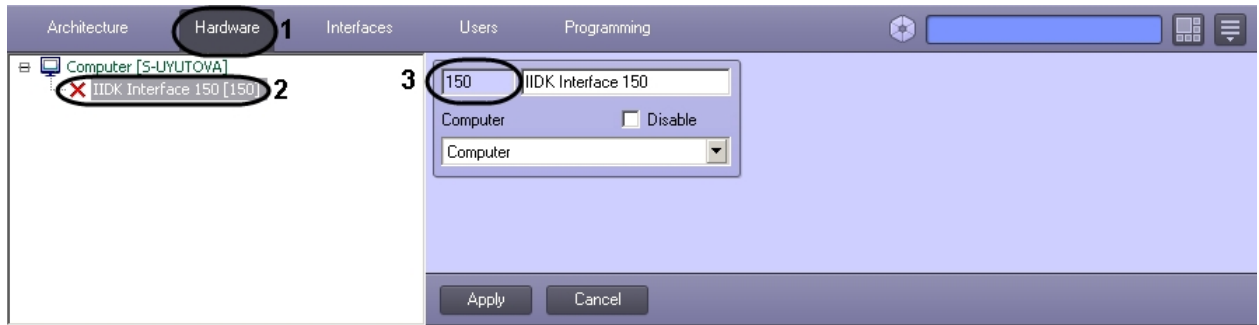 Architecture Hardware 1 Interfaces Users Programming
Computer [S-UYUTOVA]
IIDK Interface 150 [150] 2
3 150 IIDK Interface 150
Computer Disable
Computer
Apply Cancel